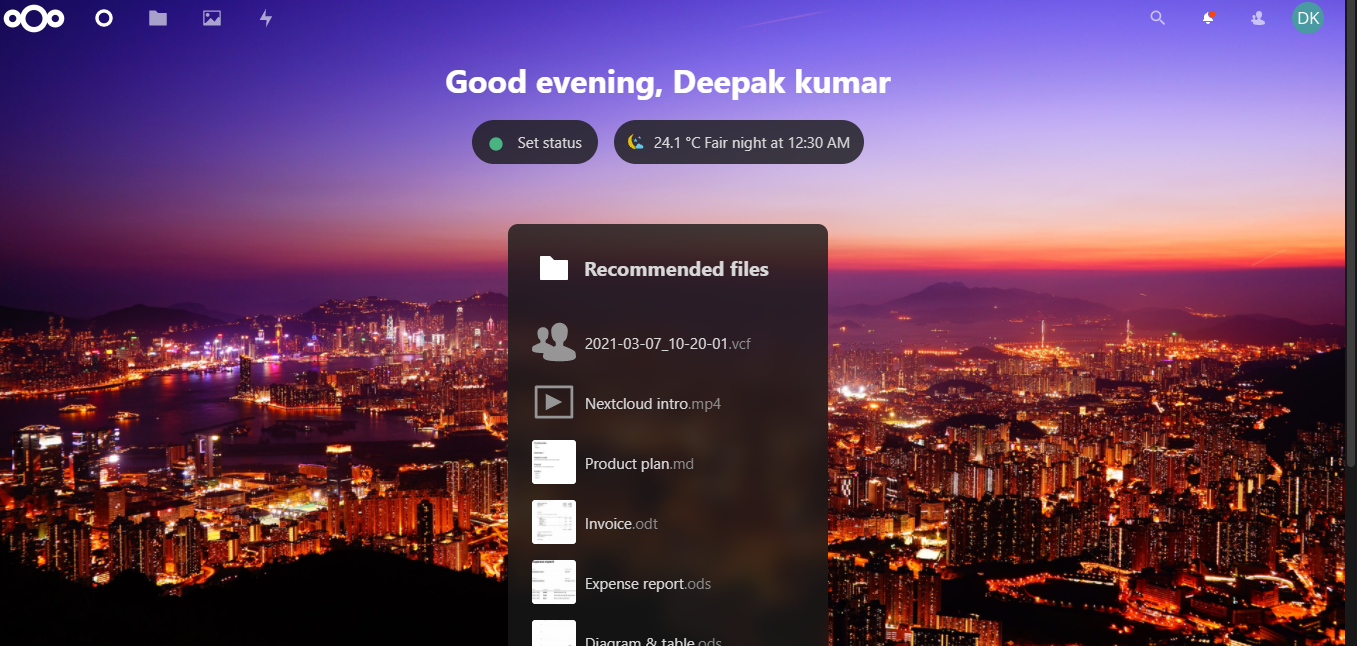 DK
Good evening, Deepak kumar
Set status
24.1 °C Fair night at 12:30 AM
Recommended files
2021-03-07_10-20-01.vcf
Nextcloud intro.mp4
Product plan.md
Invoice.odt
Expense report.ods
Diagram & table.ods